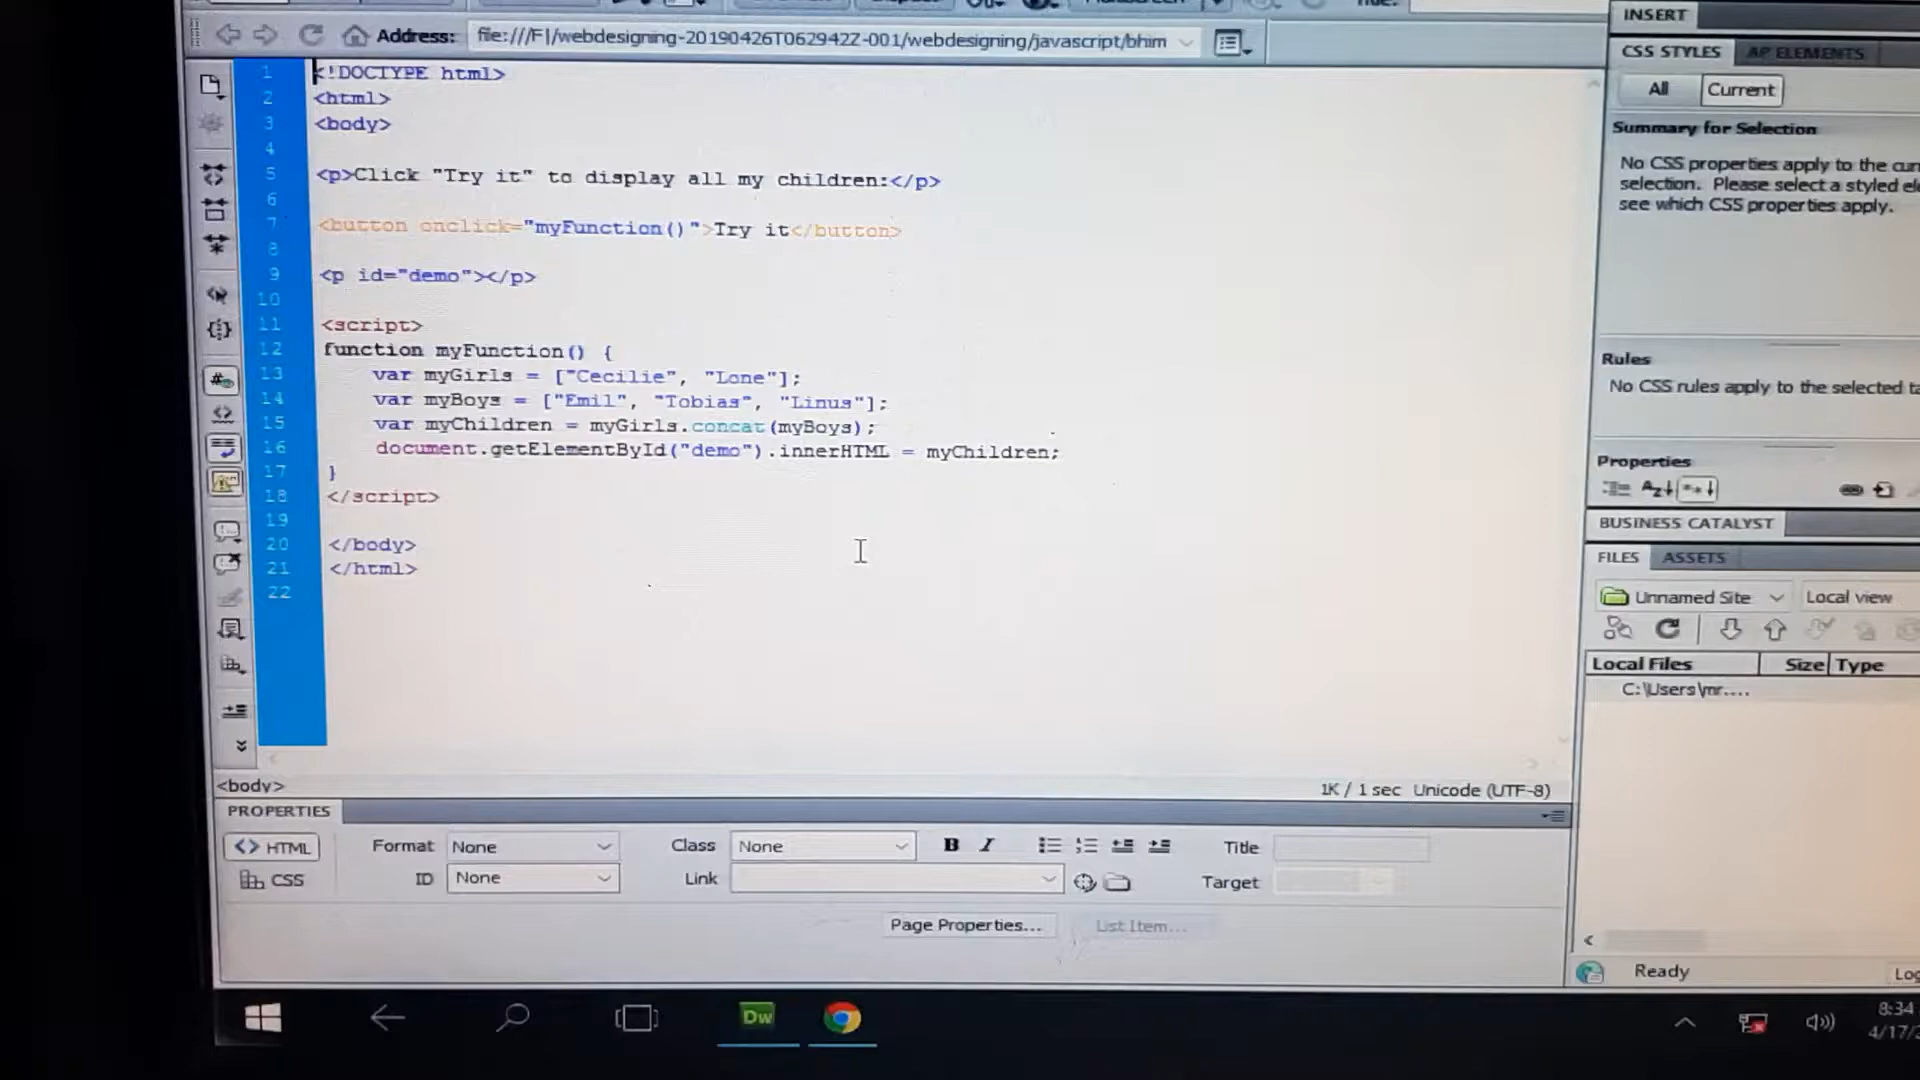 INSERT
Address: file:///F|/webdesigning-20190426T062942Z-001/webdesigning/javascript/bhim
CSS STYLES AP ELEMENTS
All Current
Summary for Selection
No CSS properties apply to the
selection. Please select a styled
see which CSS properties apply.
Rules
No CSS rules apply to the selected
Properties
BUSINESS CATALYST
FILES ASSETS
Unnamed Site Local view
Local Files Size Type
C:\Users\mr....
Ready
1 <!DOCTYPE html>
2 <html>
3 <body>
4
5 <p>Click "Try it" to display all my children:</p>
6
7 <button onclick="myFunction()">Try it</button>
8
9 <p id="demo"></p>
10
11 <script>
12 function myFunction() {
13 var myGirls = ["Cecilie", "Lone"];
14 var myBoys = ["Emil", "Tobias", "Linus"];
15 var myChildren = myGirls.concat(myBoys);
16 document.getElementById("demo").innerHTML = myChildren;
17 }
18 </script>
19
20 </body>
21 </html>
22
<body> 1K / 1 sec Unicode (UTF-8)
PROPERTIES
<> HTML Format None Class None B I Title
CSS ID None Link Target
Page Properties... List Item...
Dw
8:34
4/17/